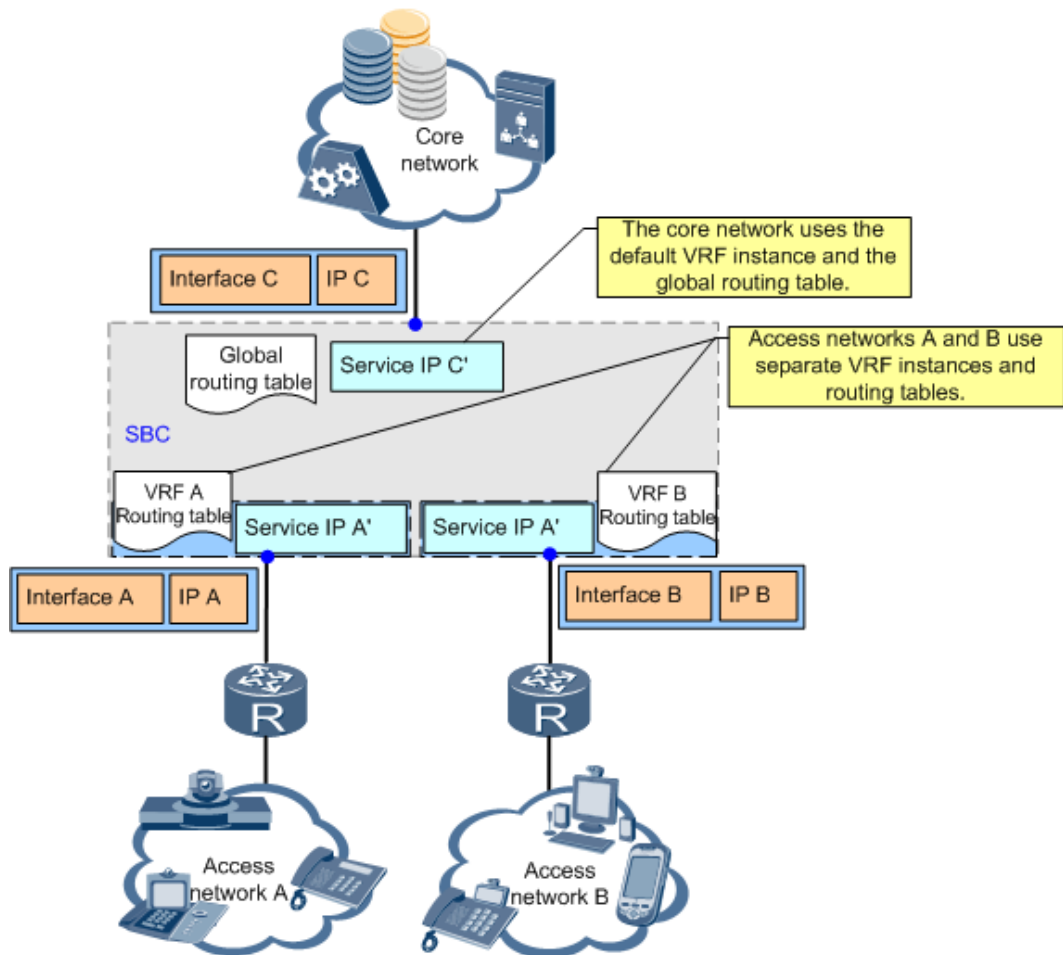 Core
network
The core network uses the
default VRF instance and the
global routing table.
Interface C
IP C
Global
routing table
Service IP C'
Access networks A and B use
separate VRF instances and
routing tables.
SBC
VRF A
Routing table
Service IP A'
Service IP A'
VRF B
Routing table
Interface A
IP A
Interface B
IP B
R
R
Access
network A
Access
network B